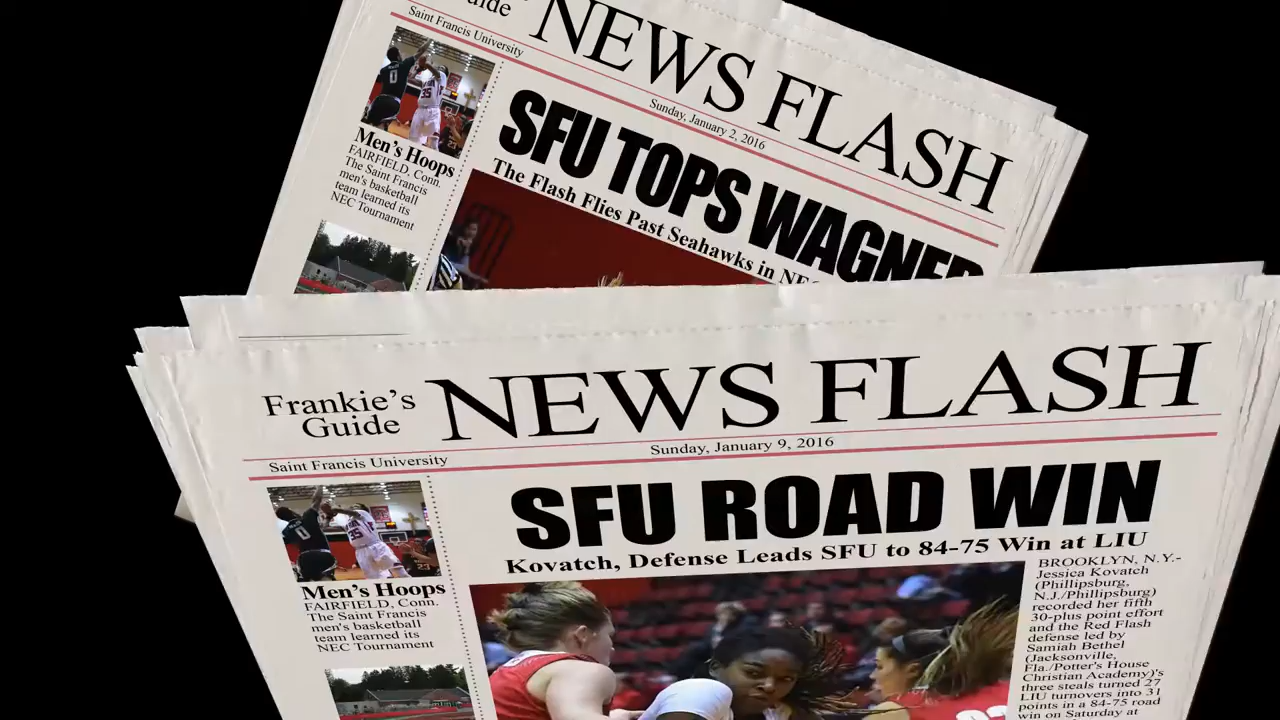 NEWS FLASH
Saint Francis University
Sunday, January 2, 2016
SFU TOPS WAGNER
The Flash Flies Past Seahawks in
Men's Hoops
FAIRFIELD, Conn.
The Saint Francis
men's basketball
team learned its
NEC Tournament
Frankie's
Guide
NEWS FLASH
Sunday, January 9, 2016
Saint Francis University
SFU ROAD WIN
Kovatch, Defense Leads SFU to 84-75 Win at LIU
Men's Hoops
FAIRFIELD, Conn.
The Saint Francis
men's basketball
team learned its
NEC Tournament
BROOKLYN, N.Y.-
Jessica Kovatch
(Phillipsburg,
N.J./Phillipsburg)
recorded her fifth
30-plus point effort
and the Red Flash
defense led by
Samiah Bethel
(Jacksonville,
Fla./Potter's House
Christian Academy)'s
three steals turned 27
LIU turnovers into 31
points in a 84-75 road
win on Saturday at